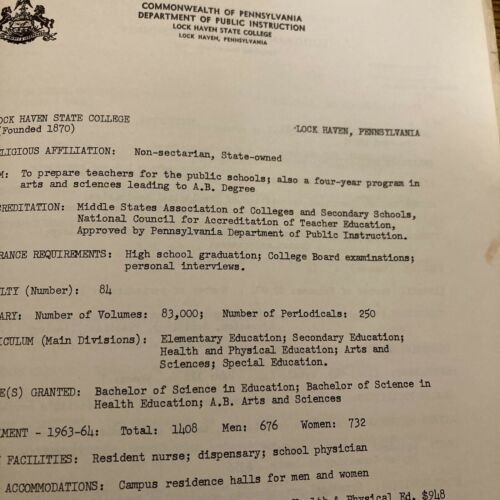 COMMONWEALTH OF PENNSYLVANIA
DEPARTMENT OF PUBLIC INSTRUCTION
LOCK HAVEN STATE COLLEGE
LOCK HAVEN, PENNSYLVANIA
OCK HAVEN STATE COLLEGE
(Founded 1870)
LOCK HAVEN, PENNSYLVANIA
LIGIOUS AFFILIATION: Non-sectarian, State-owned
M: To prepare teachers for the public schools; also a four-year program in
arts and sciences leading to A.B. Degree
CREDITATION: Middle States Association of Colleges and Secondary Schools,
National Council for Accreditation of Teacher Education,
Approved by Pennsylvania Department of Public Instruction.
RANCE REQUIREMENTS: High school graduation; College Board examinations;
personal interviews.
LTY (Number): 84
ARY: Number of Volumes: 83,000; Number of Periodicals: 250
ICULUM (Main Divisions): Elementary Education; Secondary Education;
Health and Physical Education; Arts and
Sciences; Special Education.
E(S) GRANTED: Bachelor of Science in Education; Bachelor of Science in
Health Education; A.B. Arts and Sciences
MENT - 1963-64: Total: 1408 Men: 676 Women: 732
FACILITIES: Resident nurse; dispensary; school physician
ACCOMMODATIONS: Campus residence halls for men and women
Health & Physical Ed. $948